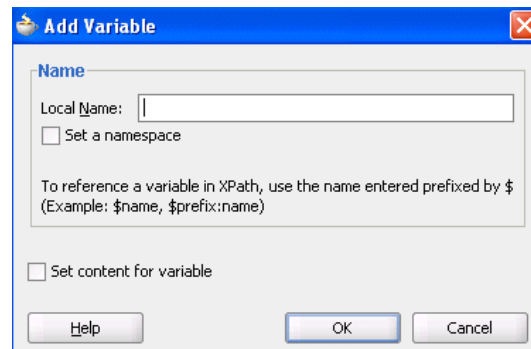 Add Variable
Name
Local Name:
Set a namespace
To reference a variable in XPath, use the name entered prefixed by $
(Example: $name, $prefix:name)
Set content for variable
Help OK Cancel